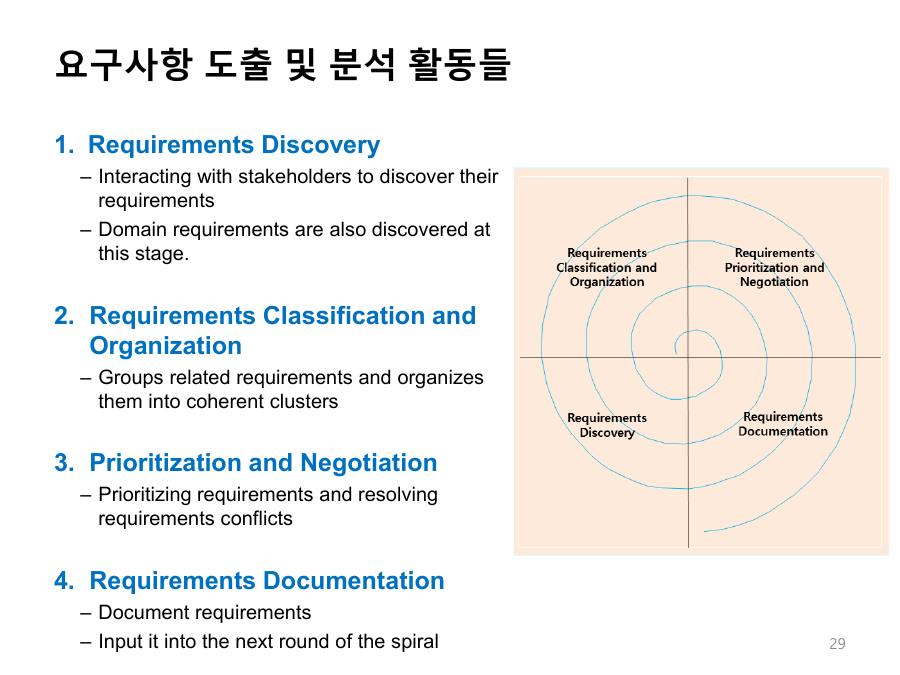 요구사항 도출 및 분석 활동들
1. Requirements Discovery
– Interacting with stakeholders to discover their
requirements
– Domain requirements are also discovered at
this stage.
2. Requirements Classification and
Organization
– Groups related requirements and organizes
them into coherent clusters
3. Prioritization and Negotiation
– Prioritizing requirements and resolving
requirements conflicts
4. Requirements Documentation
– Document requirements
– Input it into the next round of the spiral
Requirements
Classification and
Organization
Requirements
Prioritization and
Negotiation
Requirements
Discovery
Requirements
Documentation
29